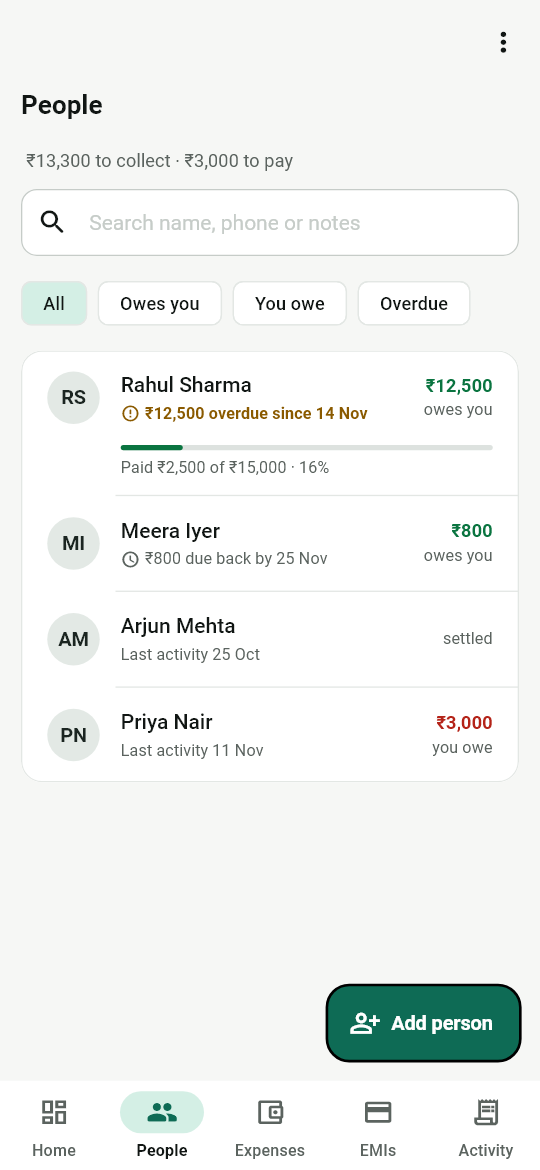 People
₹13,300 to collect · ₹3,000 to pay
Search name, phone or notes
All Owes you You owe Overdue
RS Rahul Sharma ₹12,500
₹12,500 overdue since 14 Nov owes you
Paid ₹2,500 of ₹15,000 · 16%
MI Meera Iyer ₹800
₹800 due back by 25 Nov owes you
AM Arjun Mehta settled
Last activity 25 Oct
PN Priya Nair ₹3,000
Last activity 11 Nov you owe
Add person
Home People Expenses EMIs Activity